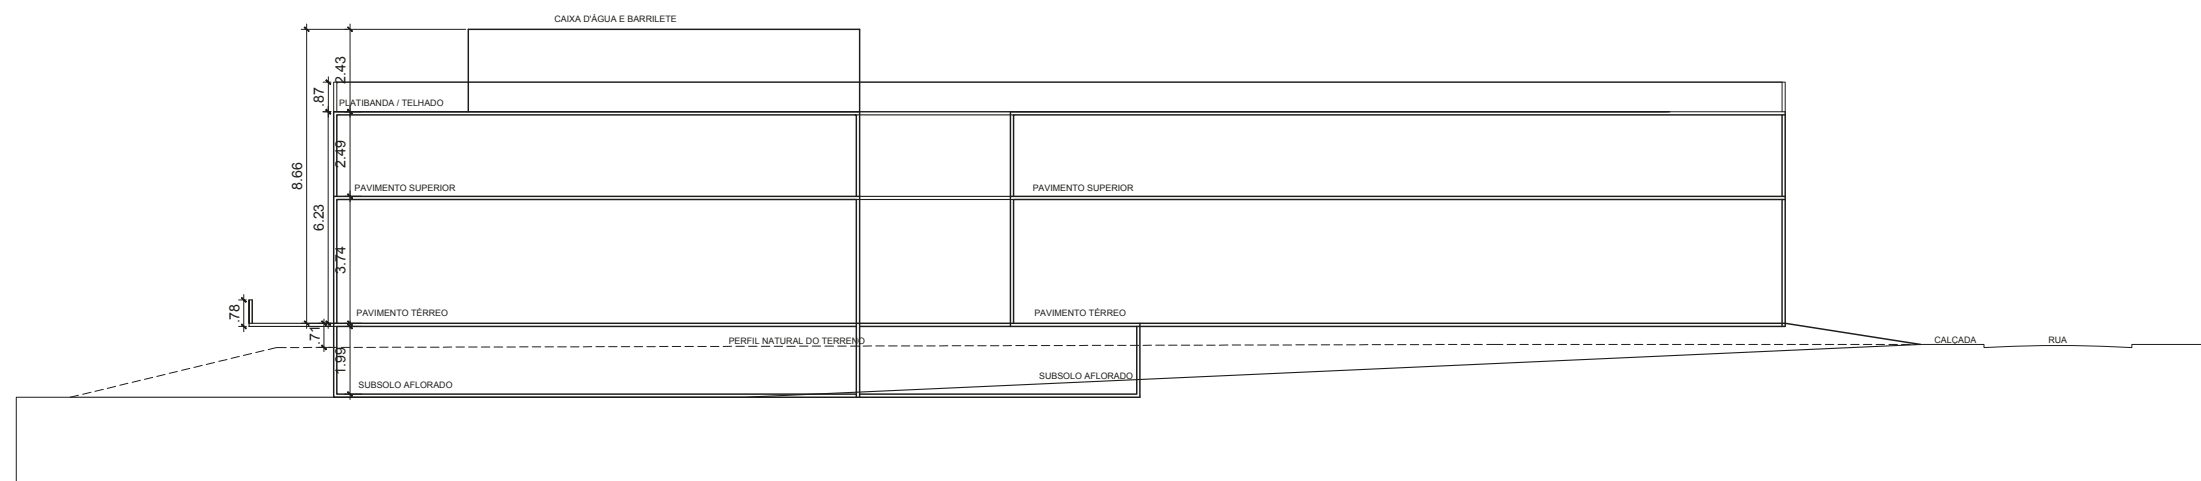 CAIXA D'ÁGUA E BARRILETE
2.43
.87
PLATIBANDA / TELHADO
2.49
8.66
PAVIMENTO SUPERIOR
PAVIMENTO SUPERIOR
6.23
3.74
.78
PAVIMENTO TÉRREO
PAVIMENTO TÉRREO
.71
PERFIL NATURAL DO TERRENO
CALÇADA
RUA
1.99
SUBSOLO AFLORADO
SUBSOLO AFLORADO